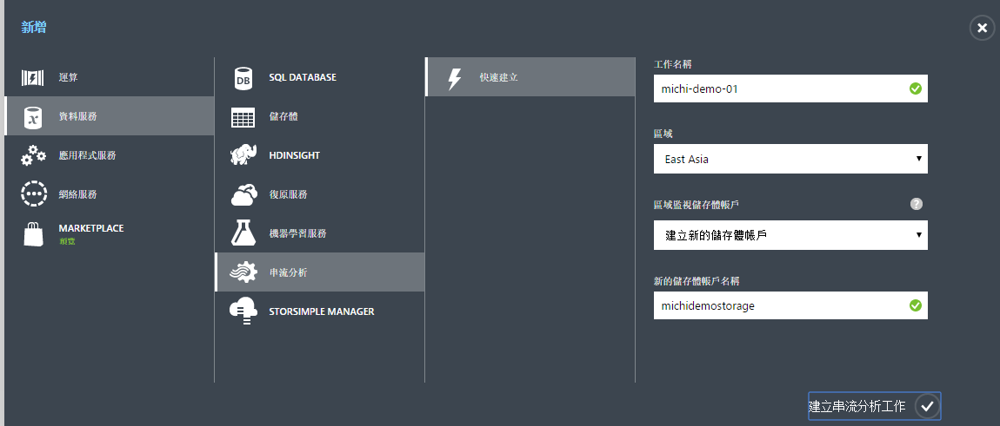 新增
運算
資料服務
應用程式服務
網絡服務
MARKETPLACE
預覽
DB
SQL DATABASE
儲存體
HDINSIGHT
復原服務
機器學習服務
串流分析
STORSIMPLE MANAGER
快速建立
工作名稱
michi-demo-01
區域
East Asia
區域監視儲存體帳戶
?
建立新的儲存體帳戶
新的儲存體帳戶名稱
michidemostorage
建立串流分析工作